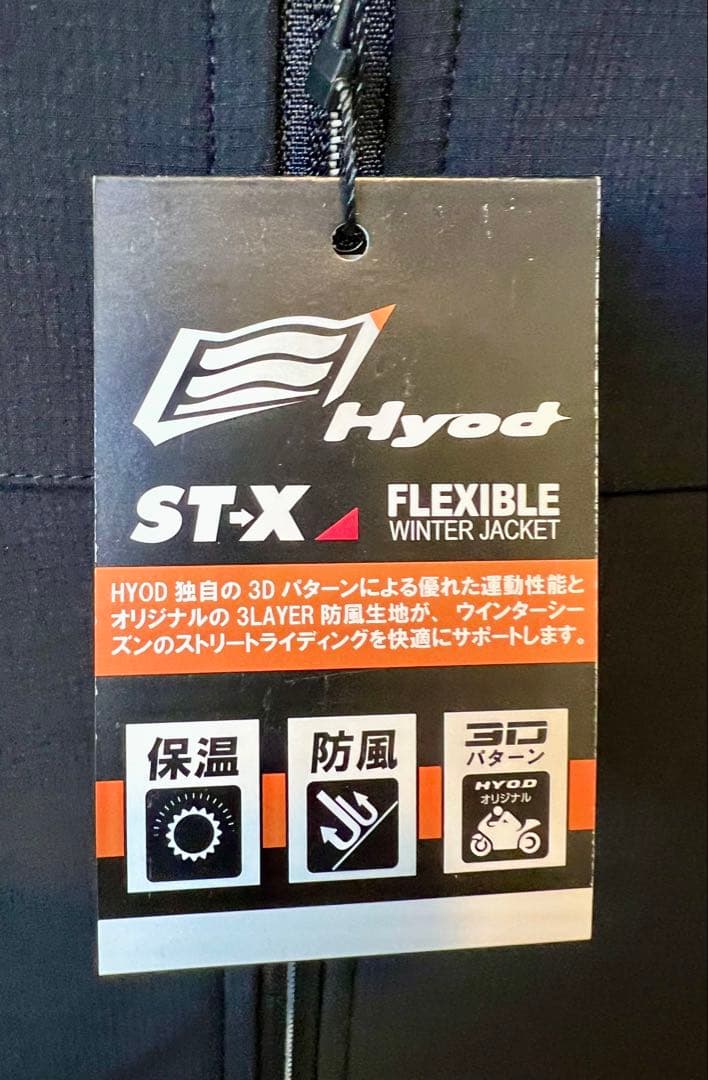 Hyod
ST-X
FLEXIBLE
WINTER JACKET
HYOD 独自の 3D パターンによる優れた運動性能と
オリジナルの 3LAYER 防風生地が、ウインターシー
ズンのストリートライディングを快適にサポートします。
保温
防風
3D
パターン
HYOD
オリジナル